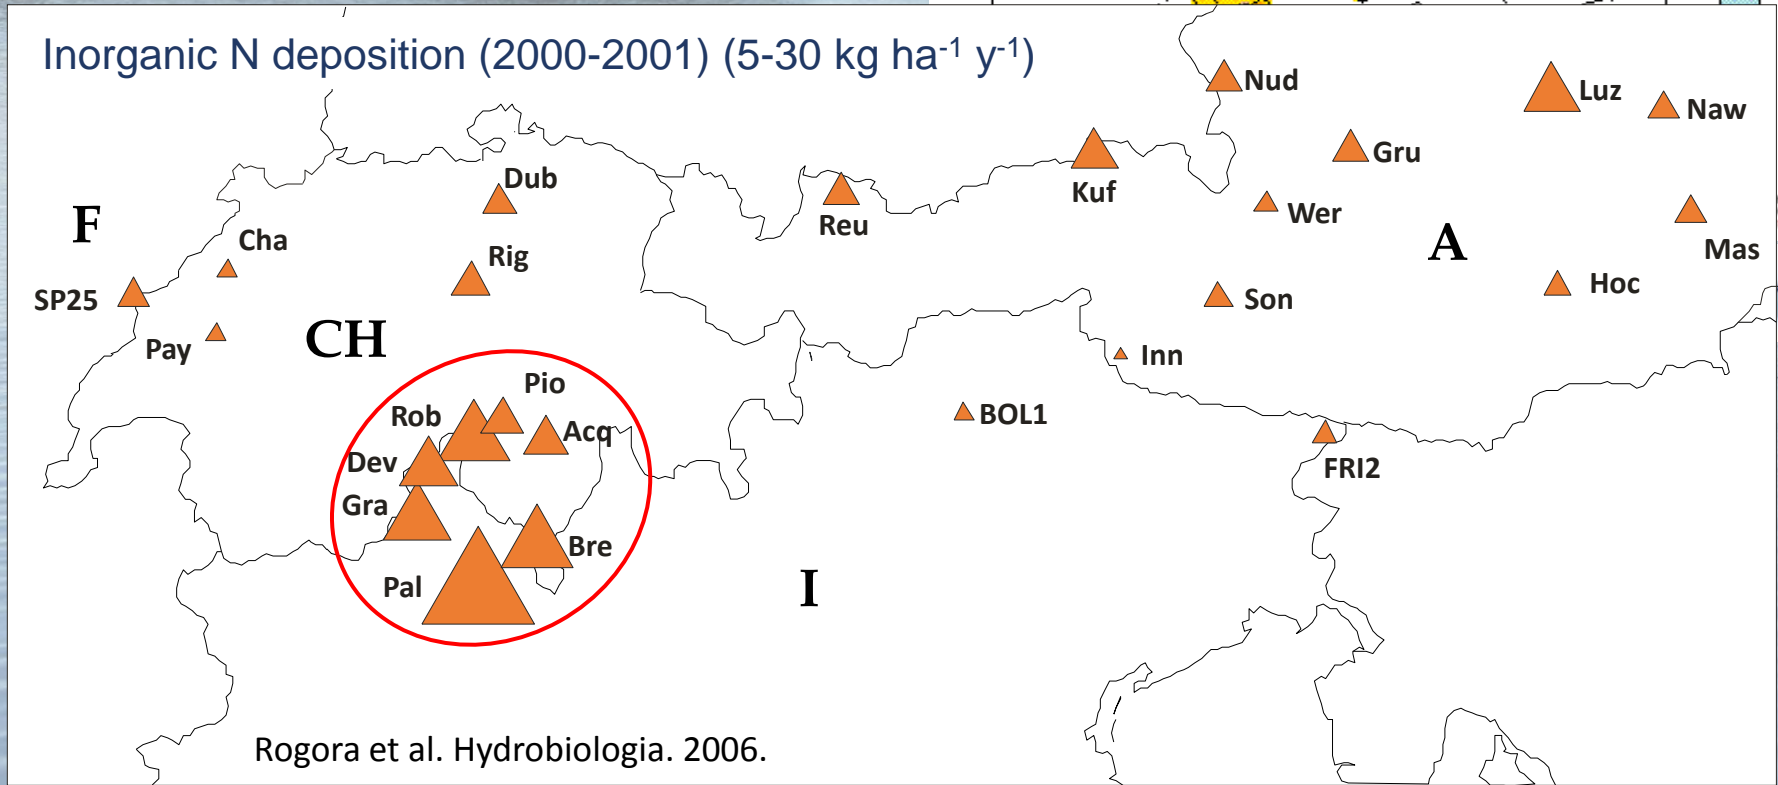 Inorganic N deposition (2000-2001) (5-30 kg ha-1 y-1)
Nud
Luz
Naw
Gru
Dub
Kuf
Reu
Wer
F
Cha
A
Mas
Rig
SP25
Son
Hoc
CH
Pay
Inn
Pio
Rob
BOL1
Acq
Dev
FRI2
Gra
Bre
Pal
I
Rogora et al. Hydrobiologia. 2006.